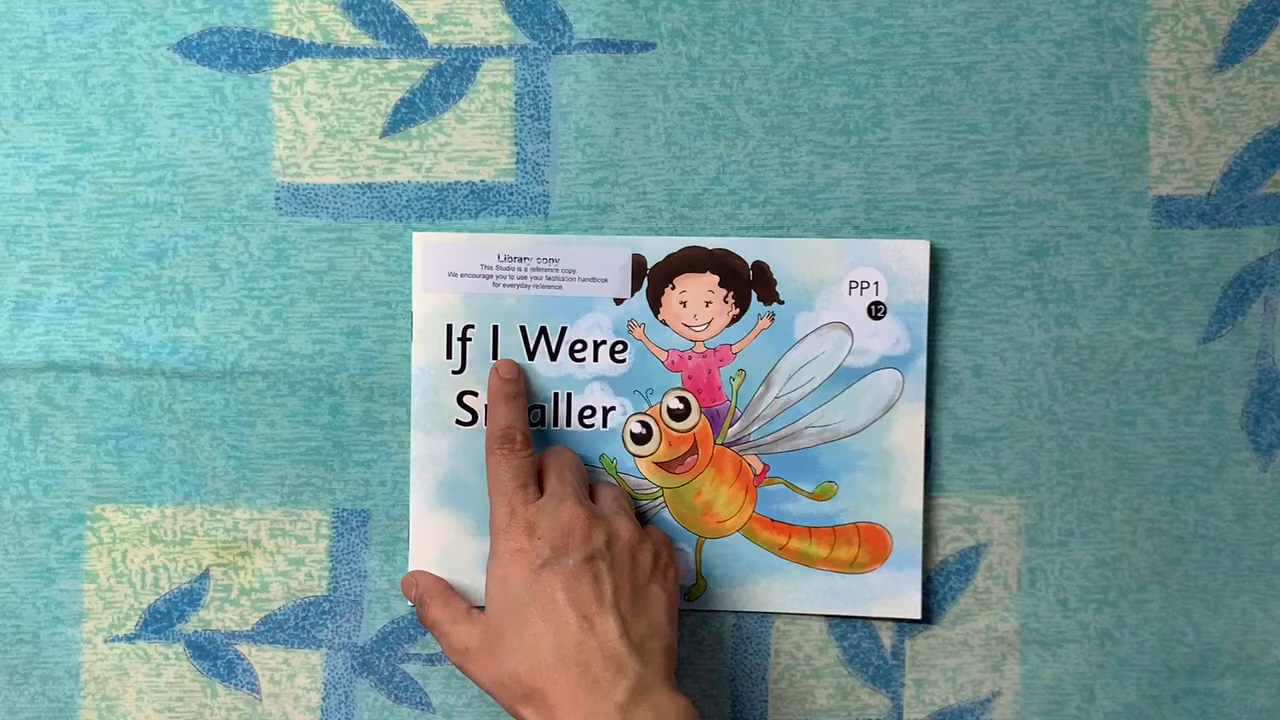 Library copy
This Studio is a reference copy.
We encourage you to use your facilitation handbook
for everyday reference.
PP1
12
If I Were
Smaller